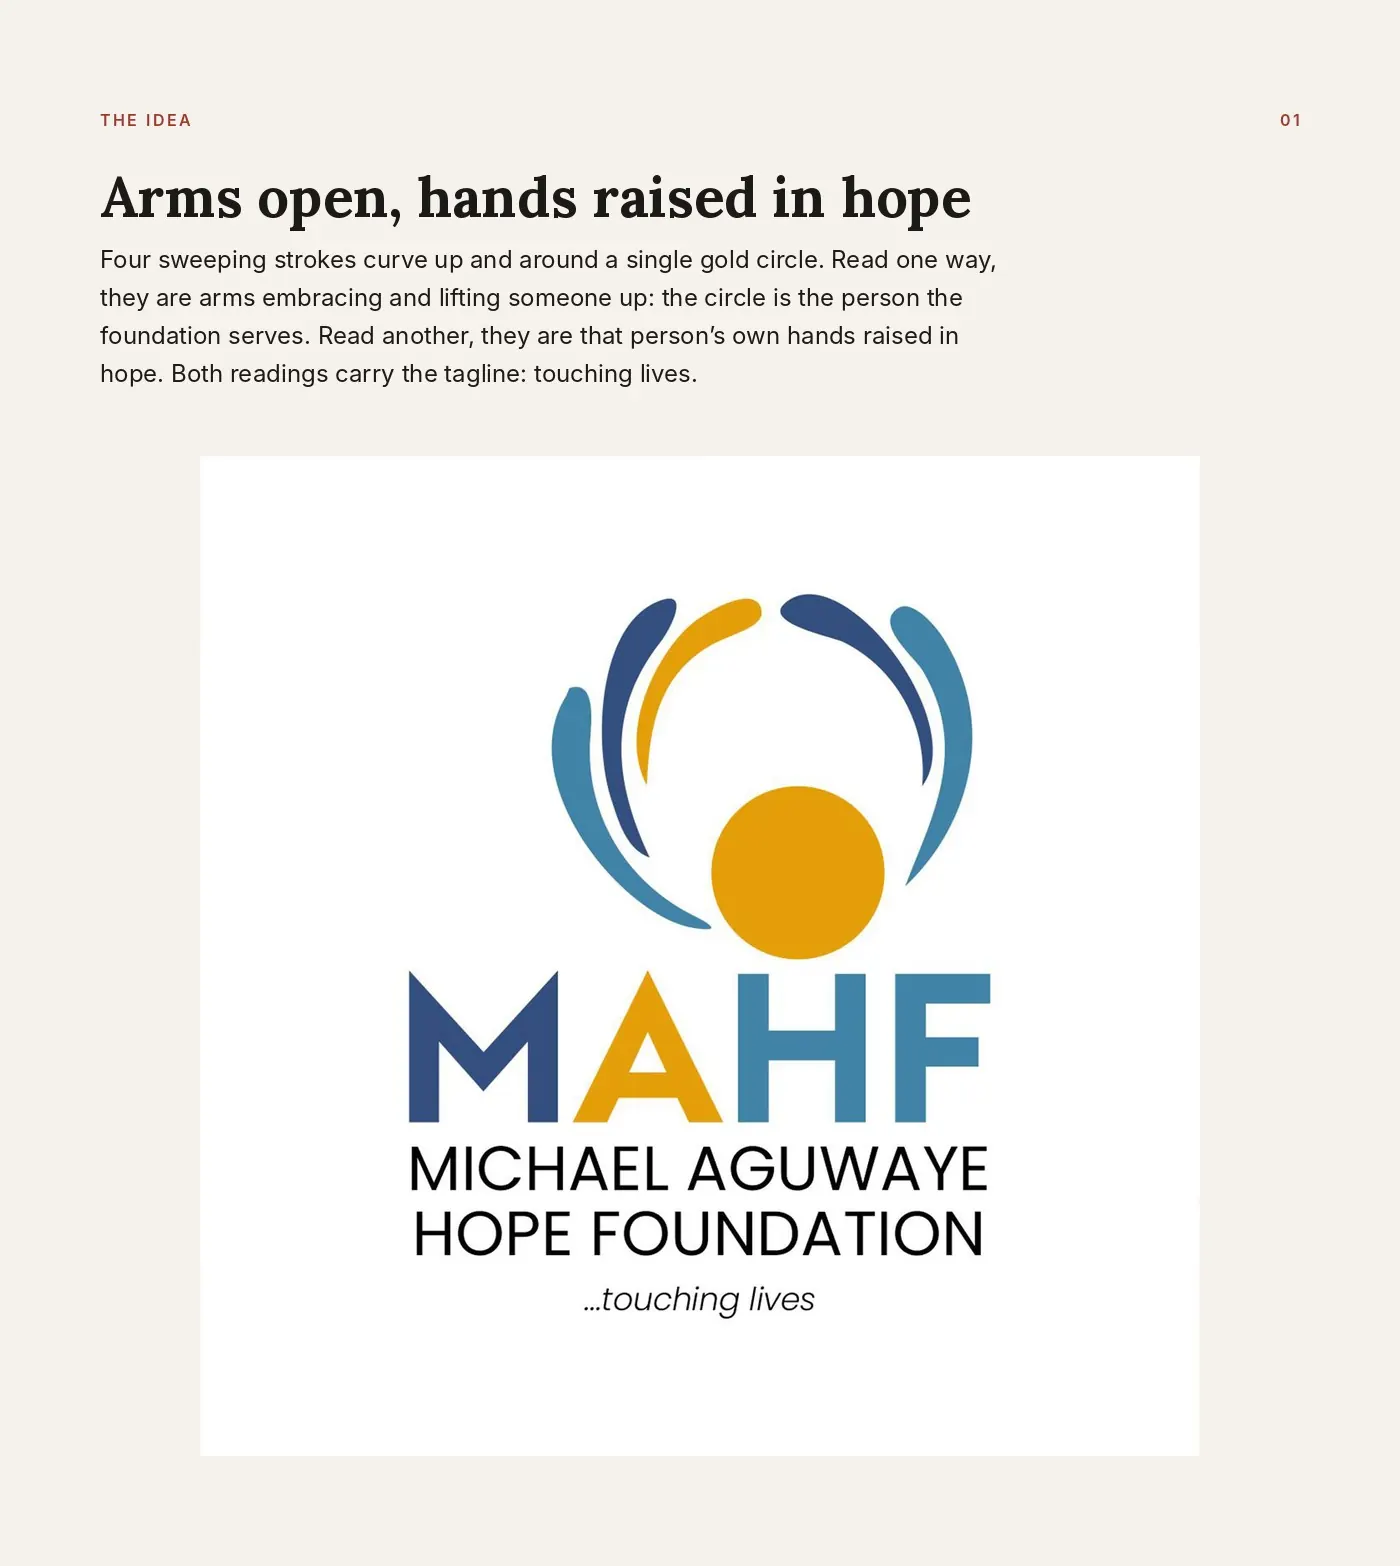 THE IDEA
01
Arms open, hands raised in hope
Four sweeping strokes curve up and around a single gold circle. Read one way,
they are arms embracing and lifting someone up: the circle is the person the
foundation serves. Read another, they are that person’s own hands raised in
hope. Both readings carry the tagline: touching lives.
MAHF
MICHAEL AGUWAYE
HOPE FOUNDATION
...touching lives